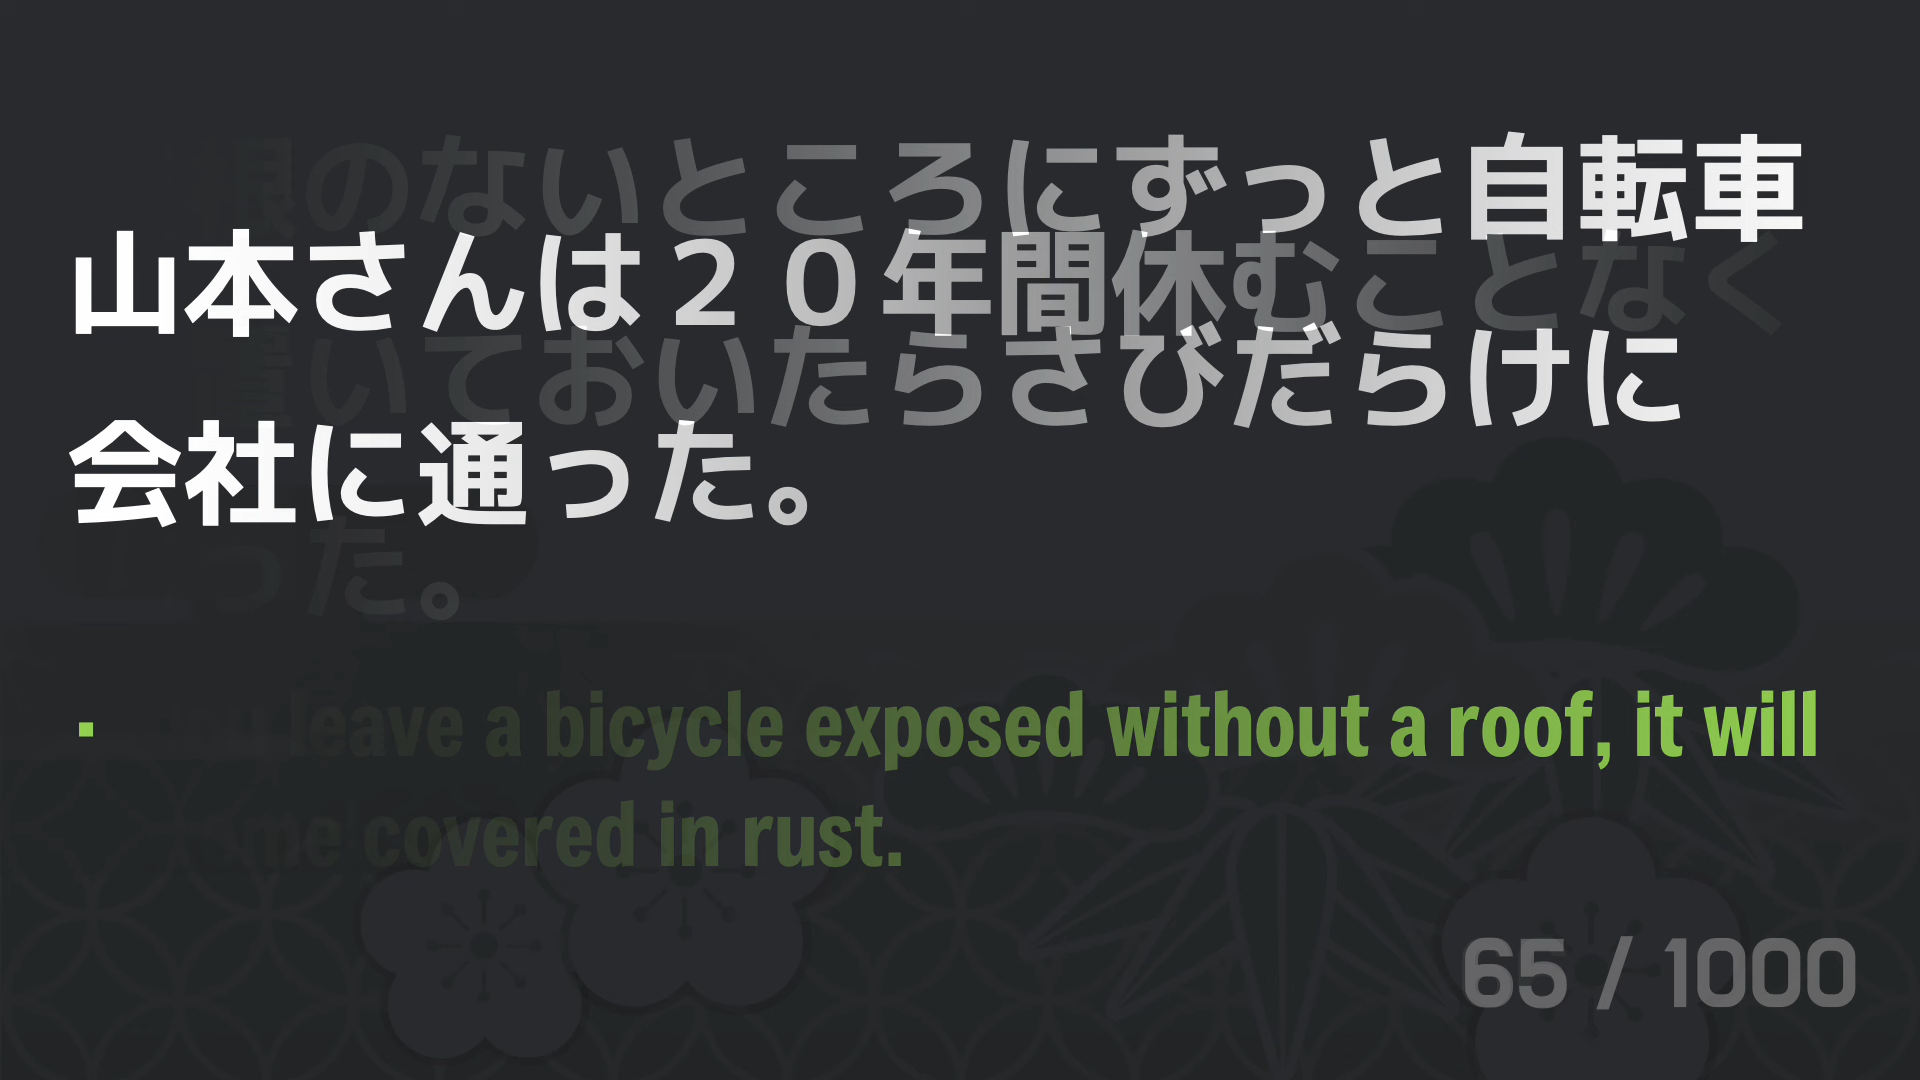 根のないところにずっと自転車
山本さんは２０年間休むことなく
置いておいたらさびだらけに
会社に通った。
った。
▪ leave a bicycle exposed without a roof, it will
covered in rust.
65 / 1000